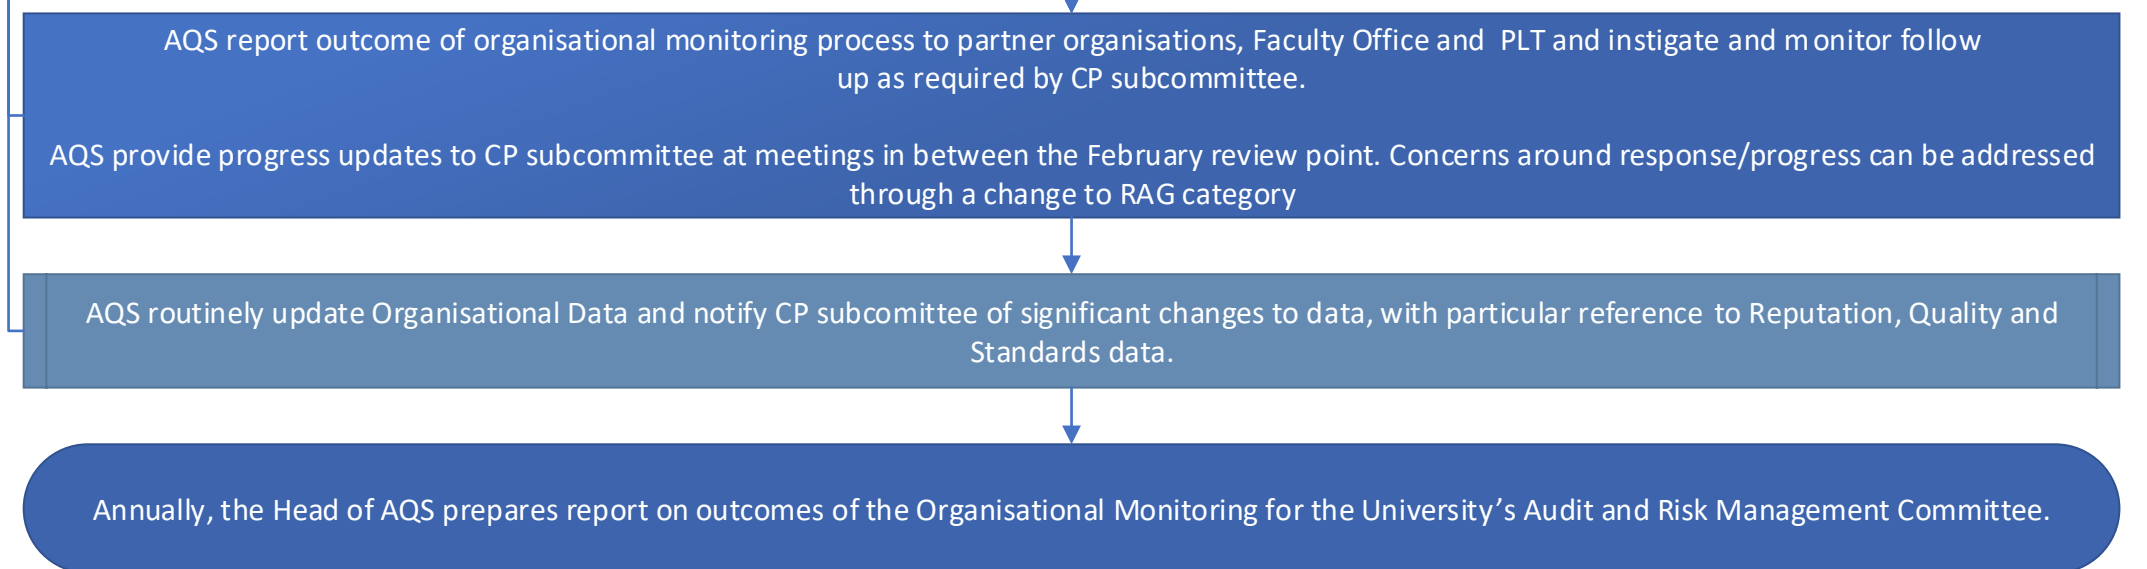 AQS report outcome of organisational monitoring process to partner organisations, Faculty Office and PLT and instigate and monitor follow
up as required by CP subcommittee.
AQS provide progress updates to CP subcommittee at meetings in between the February review point. Concerns around response/progress can be addressed
through a change to RAG category
AQS routinely update Organisational Data and notify CP subcomittee of significant changes to data, with particular reference to Reputation, Quality and
Standards data.
Annually, the Head of AQS prepares report on outcomes of the Organisational Monitoring for the University’s Audit and Risk Management Committee.